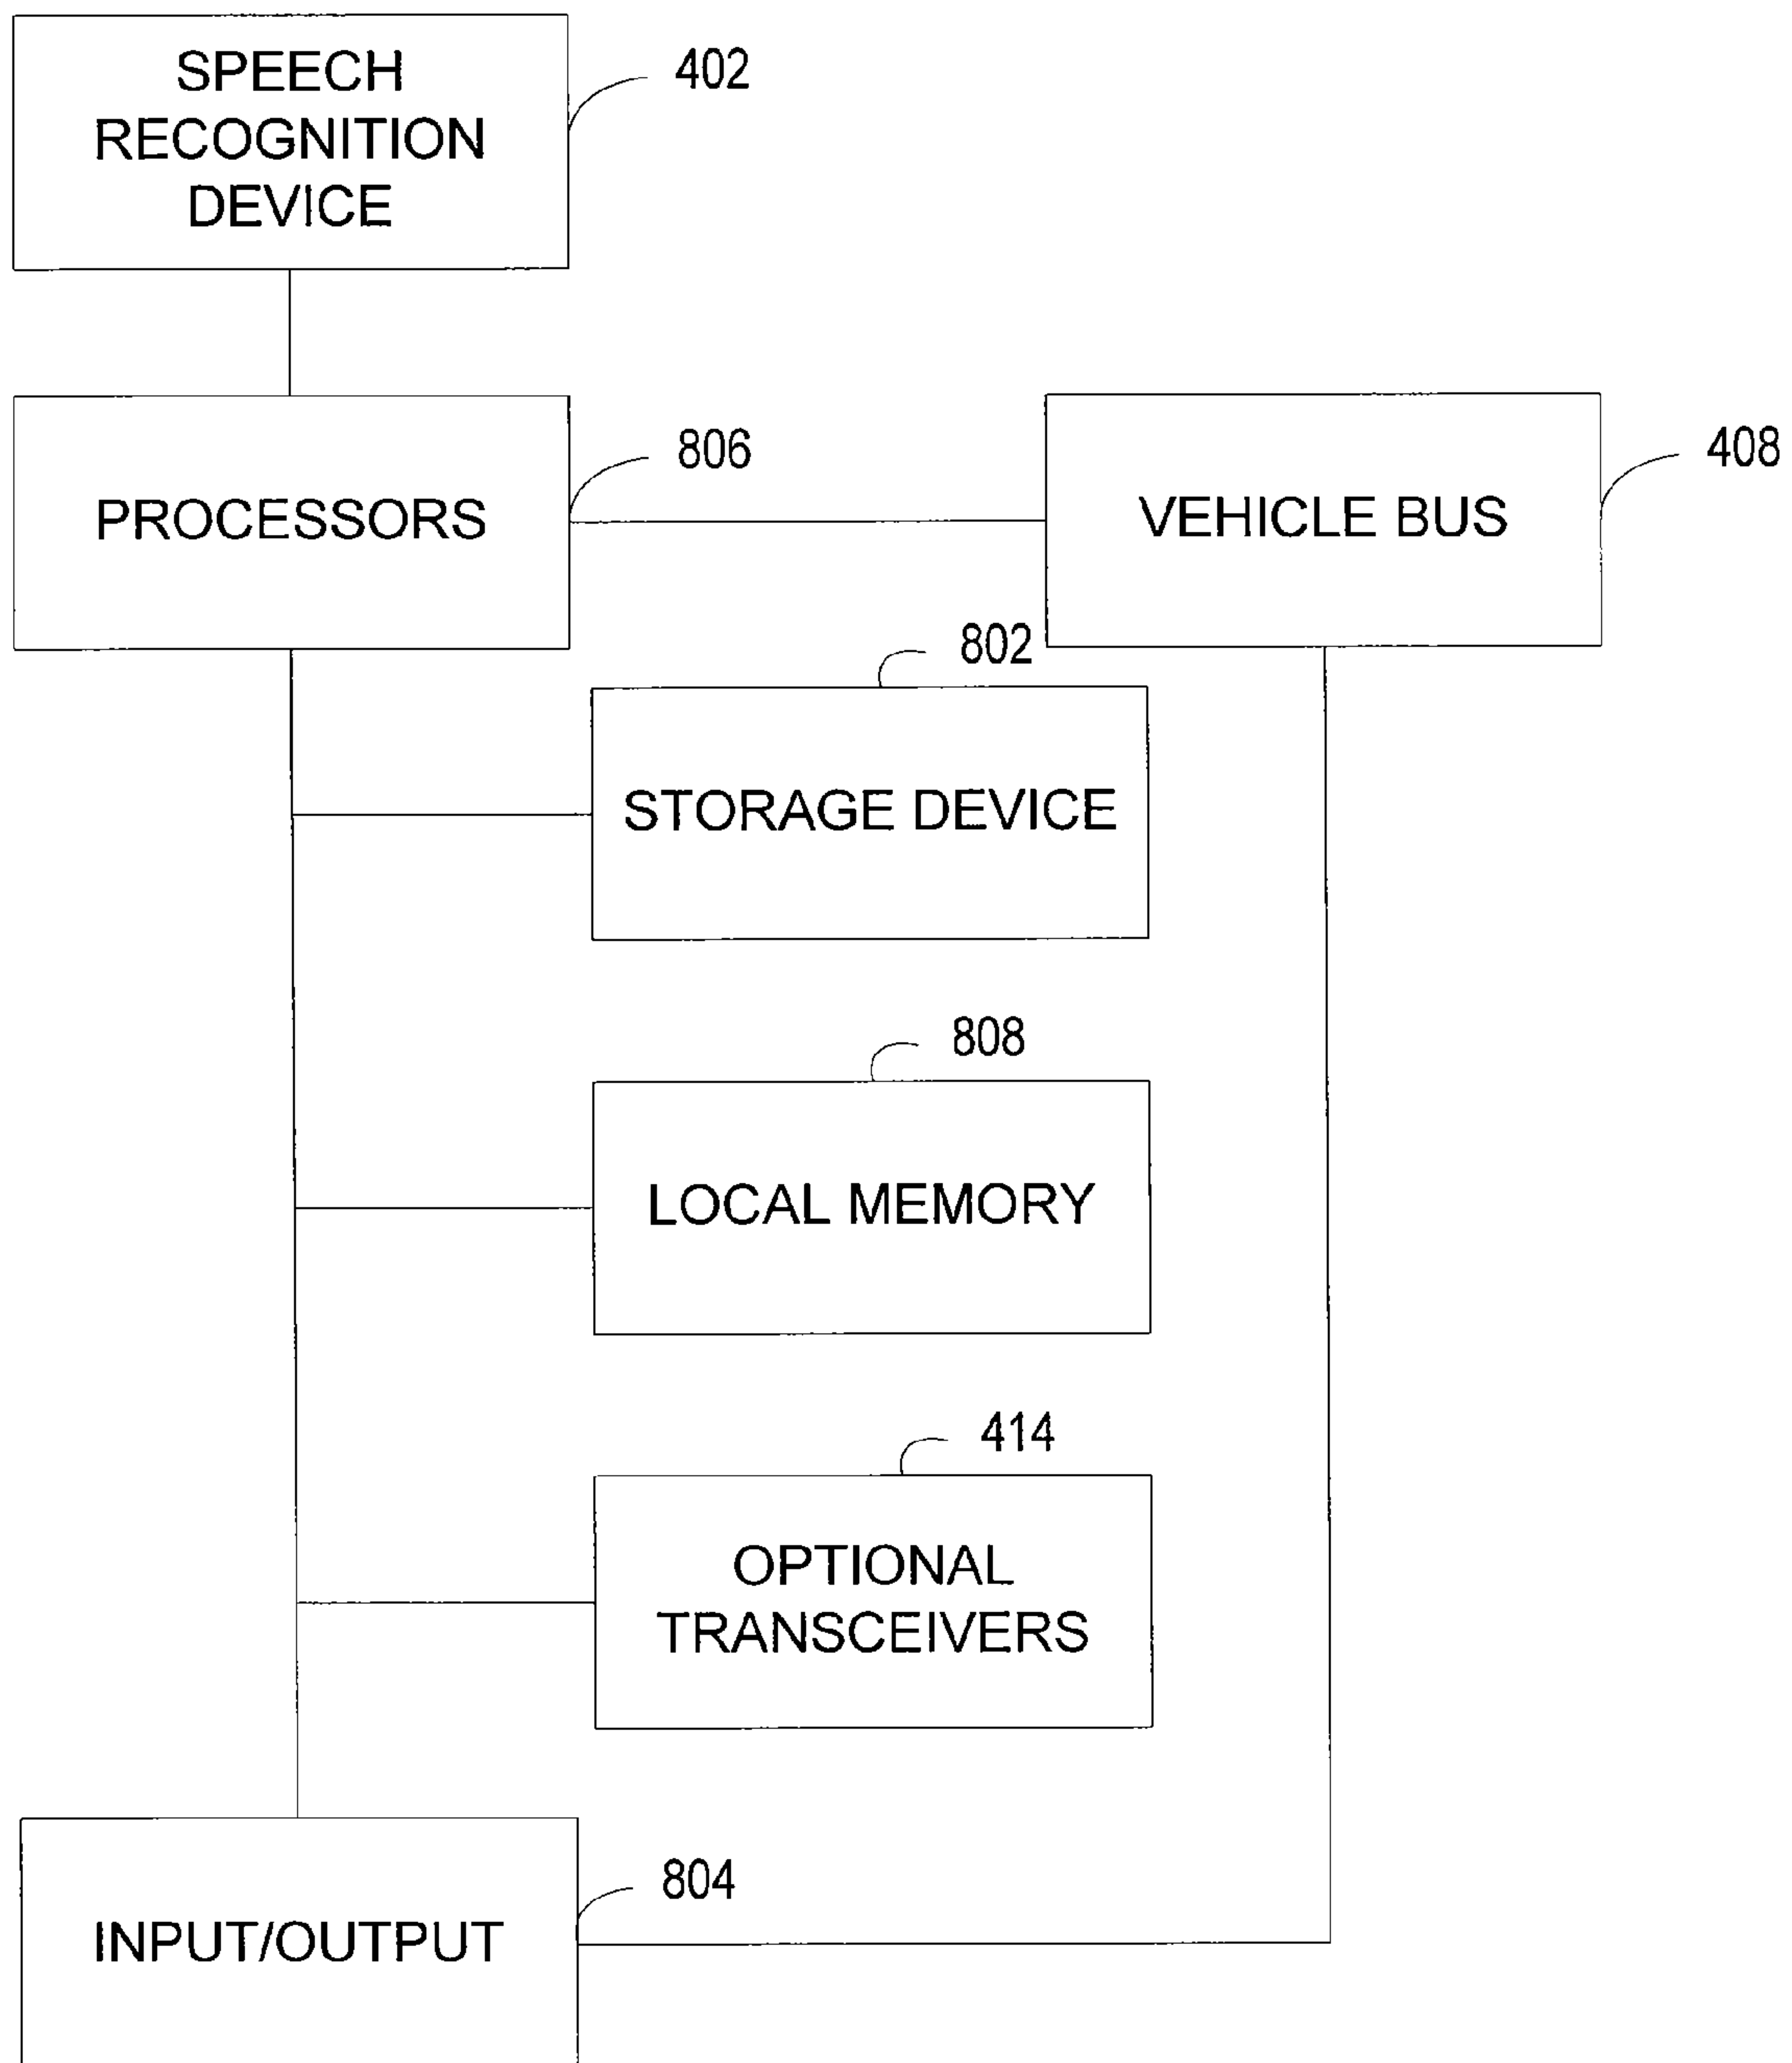 SPEECH
RECOGNITION
DEVICE
402
PROCESSORS
806
VEHICLE BUS
408
802
STORAGE DEVICE
808
LOCAL MEMORY
414
OPTIONAL
TRANSCEIVERS
804
INPUT/OUTPUT